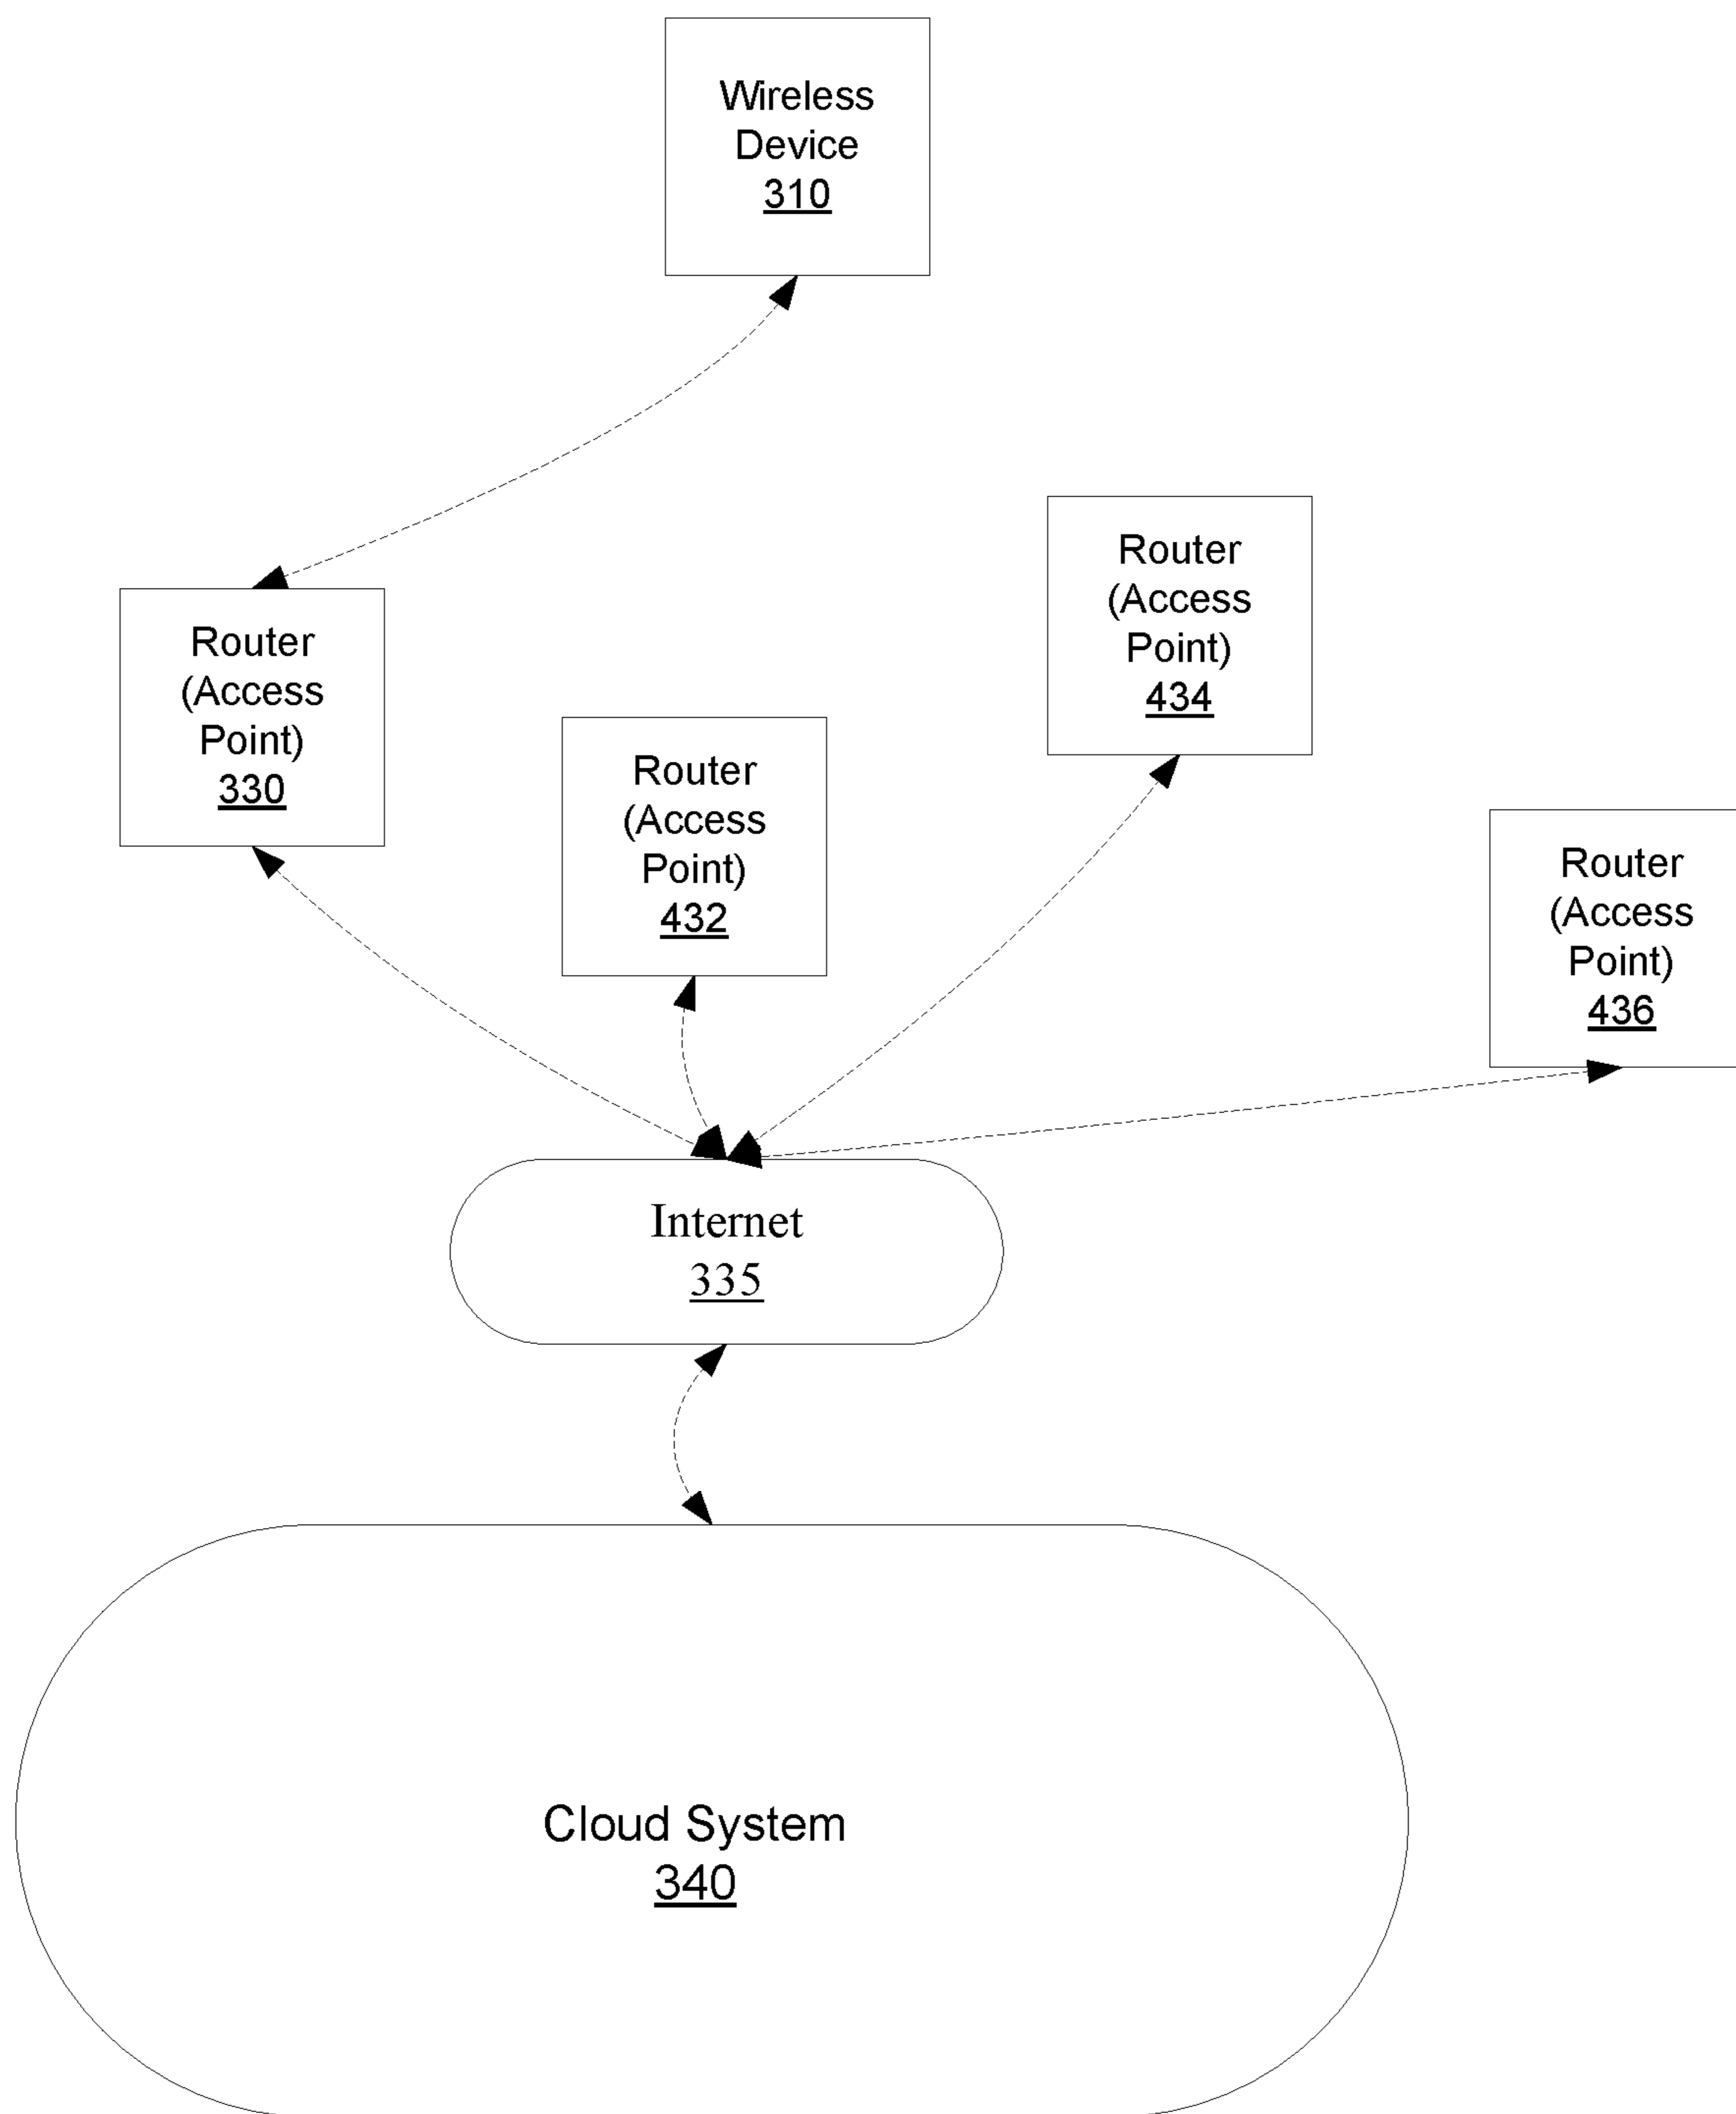 Wireless
Device
310
Router
(Access
Point)
434
Router
(Access
Point)
330
Router
(Access
Point)
432
Router
(Access
Point)
436
Internet
335
Cloud System
340